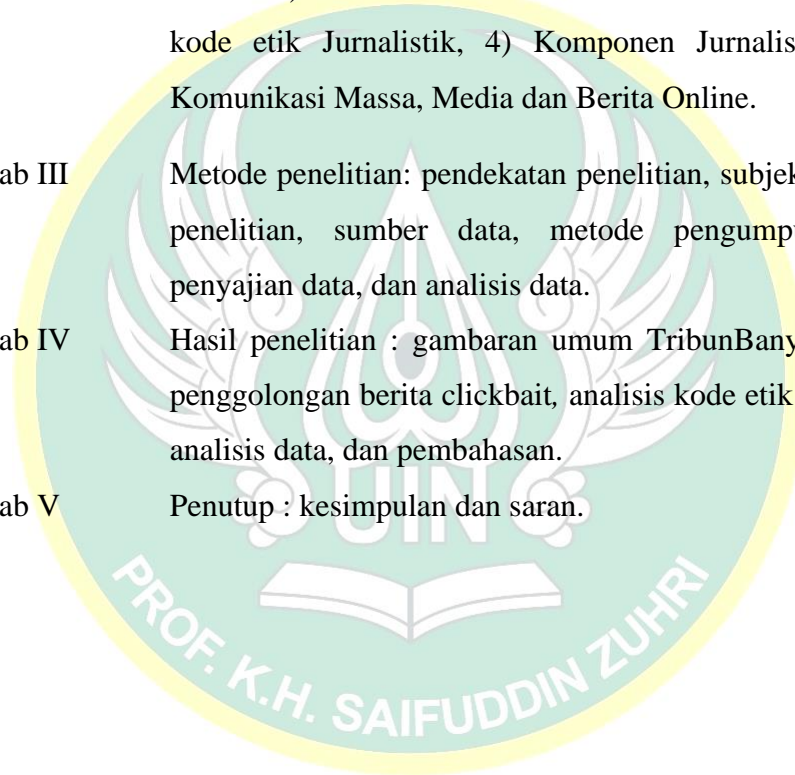 kode etik Jurnalistik, 4) Komponen Jurnalis
Komunikasi Massa, Media dan Berita Online.
ab III Metode penelitian: pendekatan penelitian, subjek
penelitian, sumber data, metode pengumpu
penyajian data, dan analisis data.
ab IV Hasil penelitian : gambaran umum TribunBany
penggolongan berita clickbait, analisis kode etik
analisis data, dan pembahasan.
ab V Penutup : kesimpulan dan saran.
UIN
PROF. K.H. SAIFUDDIN ZUHRI